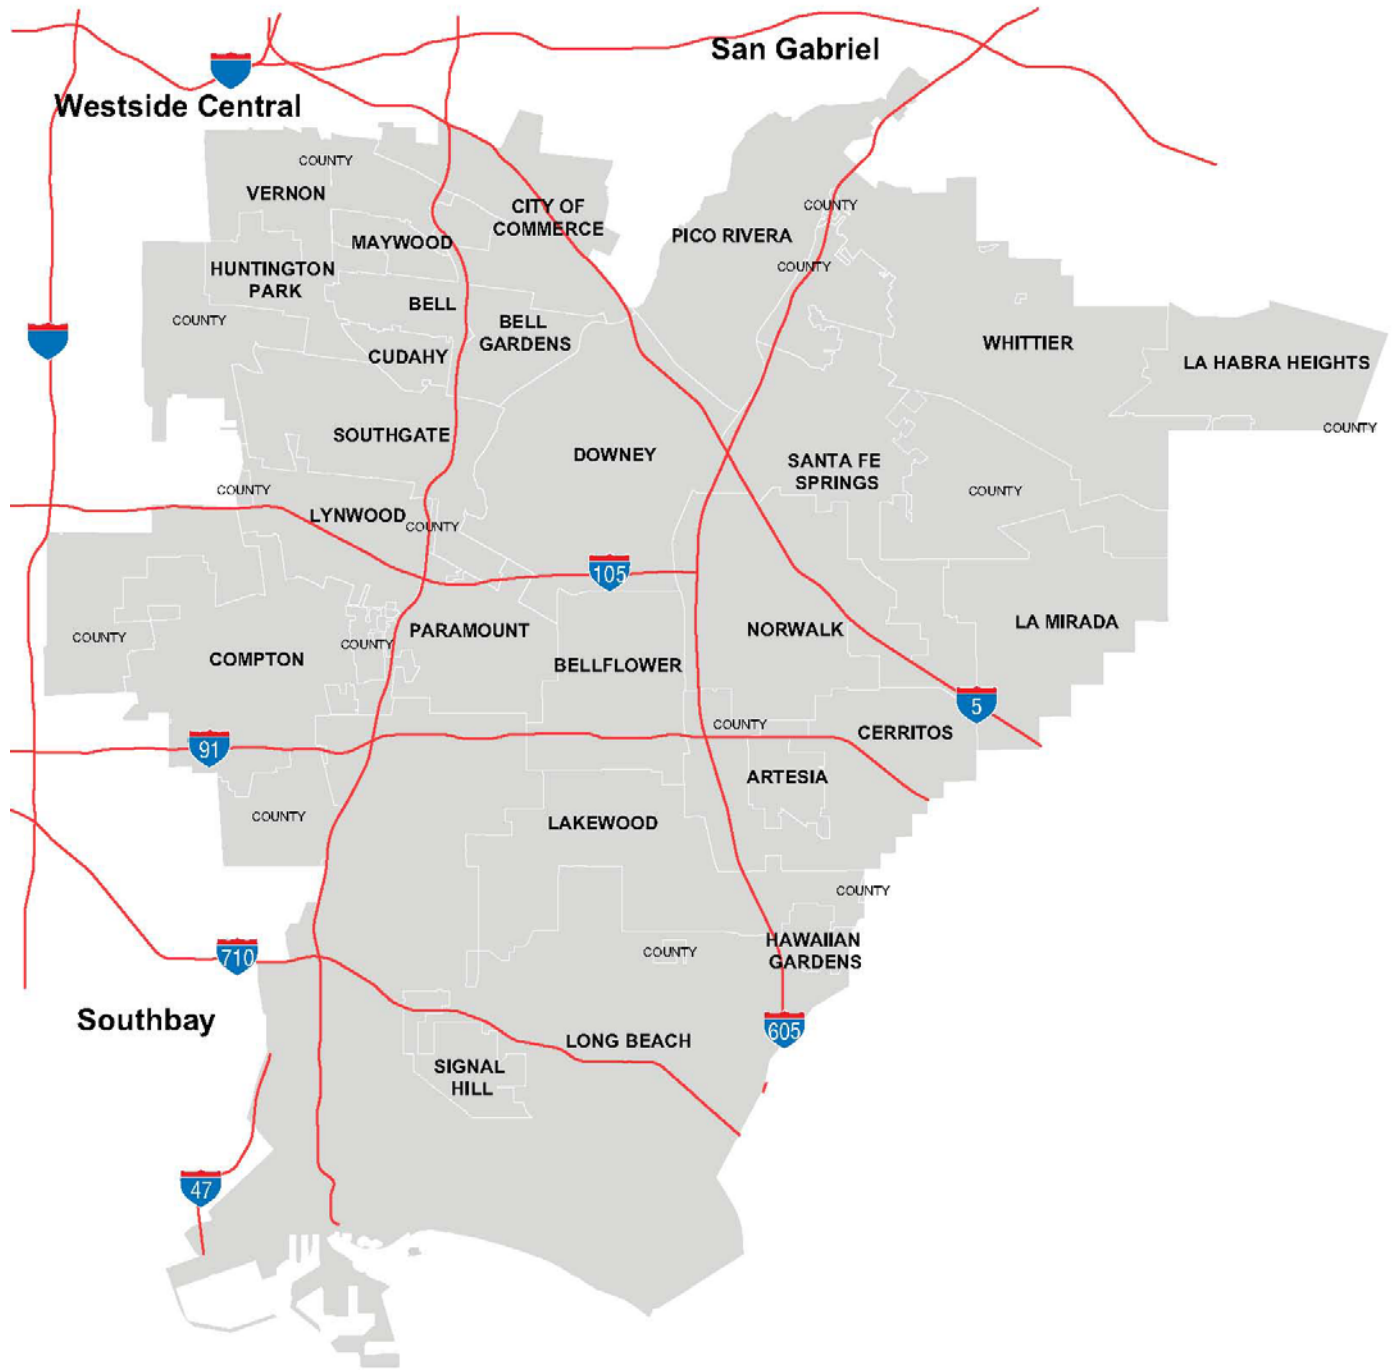 San Gabriel
Westside Central
COUNTY
VERNON
CITY OF
COMMERCE
COUNTY
MAYWOOD
PICO RIVERA
COUNTY
HUNTINGTON
PARK
BELL
COUNTY
BELL
GARDENS
CUDAHY
WHITTIER
LA HABRA HEIGHTS
COUNTY
SOUTHGATE
DOWNEY
SANTA FE
SPRINGS
COUNTY
COUNTY
LYNWOOD
COUNTY
105
COUNTY
COMPTON
COUNTY
PARAMOUNT
BELLFLOWER
NORWALK
LA MIRADA
5
COUNTY
CERRITOS
91
ARTESIA
COUNTY
LAKEWOOD
COUNTY
710
COUNTY
HAWAIIAN
GARDENS
Southbay
LONG BEACH
605
SIGNAL
HILL
47